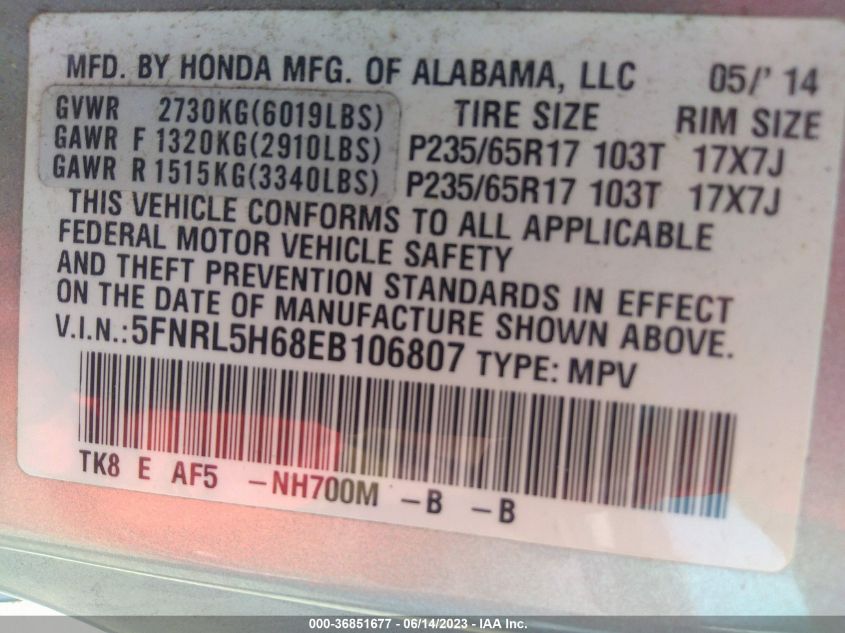 MFD. BY HONDA MFG. OF ALABAMA, LLC 05/' 14
GVWR 2730KG(6019LBS) TIRE SIZE RIM SIZE
GAWR F 1320KG(2910LBS) P235/65R17 103T 17X7J
GAWR R 1515KG(3340LBS) P235/65R17 103T 17X7J
THIS VEHICLE CONFORMS TO ALL APPLICABLE
FEDERAL MOTOR VEHICLE SAFETY
AND THEFT PREVENTION STANDARDS IN EFFECT
ON THE DATE OF MANUFACTURE SHOWN ABOVE.
V.I.N.:5FNRL5H68EB106807 TYPE: MPV
TK8 E AF5 -NH700M -B -B
000-36851677 - 06/14/2023 - IAA Inc.